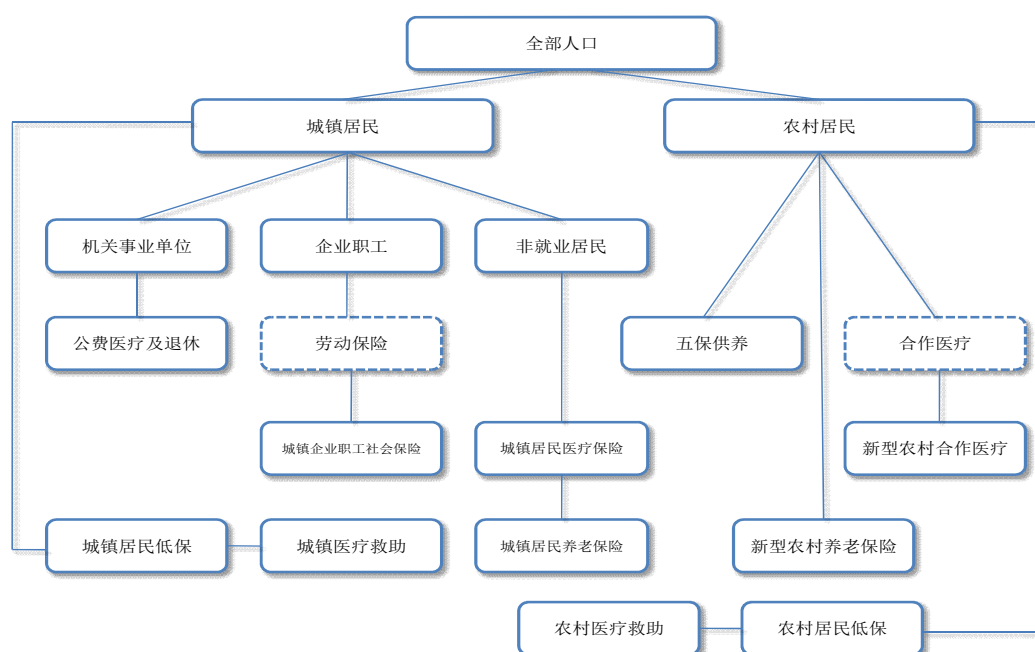 全部人口
城镇居民
农村居民
机关事业单位
企业职工
非就业居民
公费医疗及退休
劳动保险
五保供养
合作医疗
城镇企业职工社会保险
城镇居民医疗保险
新型农村合作医疗
城镇居民低保
城镇医疗救助
城镇居民养老保险
新型农村养老保险
农村医疗救助
农村居民低保